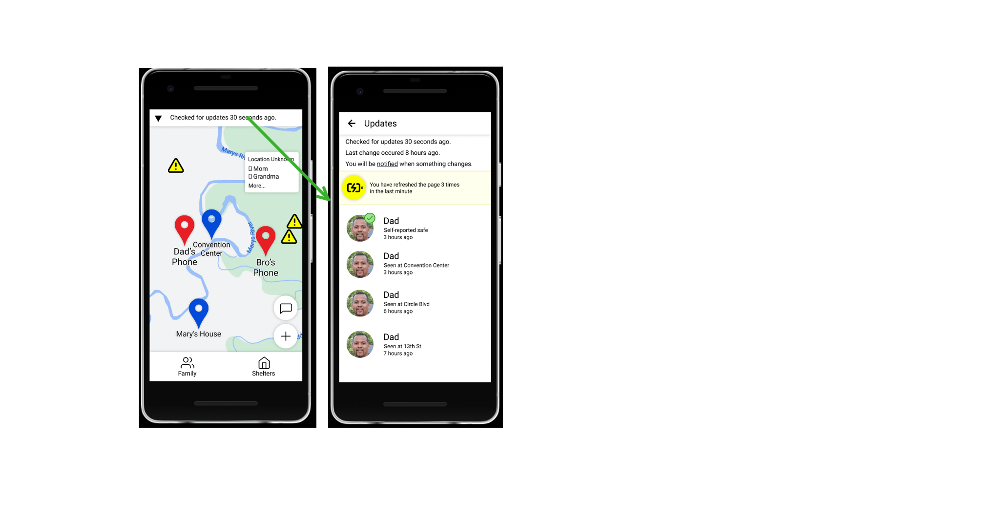 Checked for updates 30 seconds ago.
Marys Ri
Location Unknown
Mom
Grandma
More...
Marys River
Convention
Center
Dad's
Phone
Bro's
Phone
Mary's House
Family
Shelters
Updates
Checked for updates 30 seconds ago.
Last change occured 8 hours ago.
You will be notified when something changes.
You have refreshed the page 3 times
in the last minute
Dad
Self-reported safe
3 hours ago
Dad
Seen at Convention Center
3 hours ago
Dad
Seen at Circle Blvd
6 hours ago
Dad
Seen at 13th St
7 hours ago